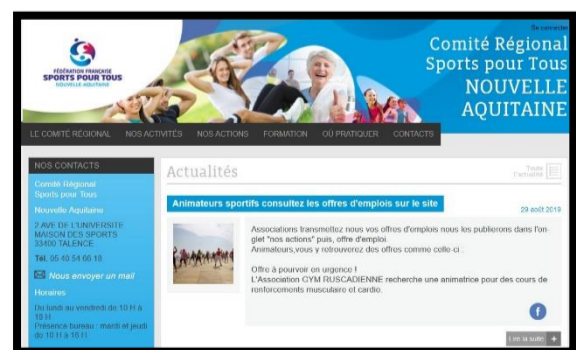 Se connecter
FÉDÉRATION FRANÇAISE
SPORTS POUR TOUS
NOUVELLE AQUITAINE
Comité Régional
Sports pour Tous
NOUVELLE
AQUITAINE
LE COMITÉ RÉGIONAL NOS ACTIVITÉS NOS ACTIONS FORMATION OÙ PRATIQUER CONTACTS
NOS CONTACTS
Comité Régional
Sports pour Tous
Nouvelle Aquitaine
2 AVE DE L'UNIVERSITE
MAISON DES SPORTS
33400 TALENCE
Tél. 05 40 54 06 18
Nous envoyer un mail
Horaires
Du lundi au vendredi de 10 H à
18 H
Présence bureau : mardi et jeudi
de 10 H à 16 H
Actualités
Toute
l'actualité
Animateurs sportifs consultez les offres d'emplois sur le site
29 août 2019
Associations transmettez nous vos offres d'emplois nous les publierons dans l'on-
glet "nos actions" puis, offre d'emploi.
Animateurs,vous y retrouverez des offres comme celle-ci :
Offre à pourvoir en urgence !
L'Association GYM RUSCADIENNE recherche une animatrice pour des cours de
renforcements musculaire et cardio.
Lire la suite +